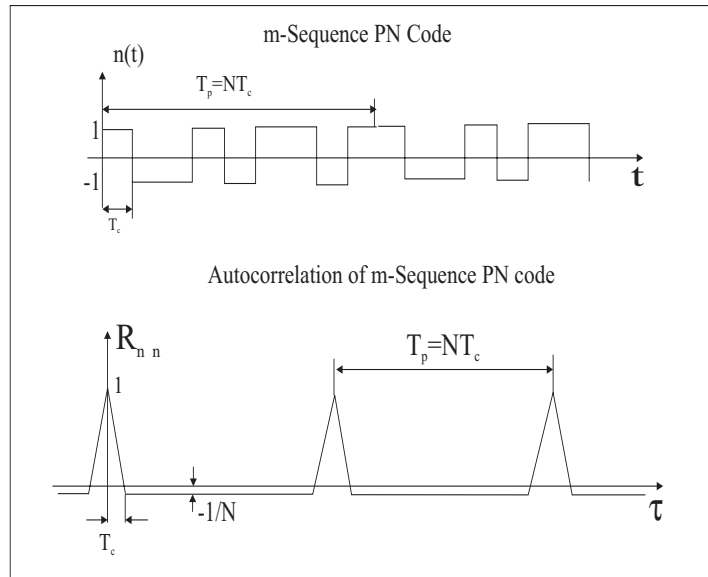 m-Sequence PN Code
n(t)
T_p=NT_c
1
-1
t
T_c
Autocorrelation of m-Sequence PN code
R_n n
T_p=NT_c
1
-1/N
τ
T_c